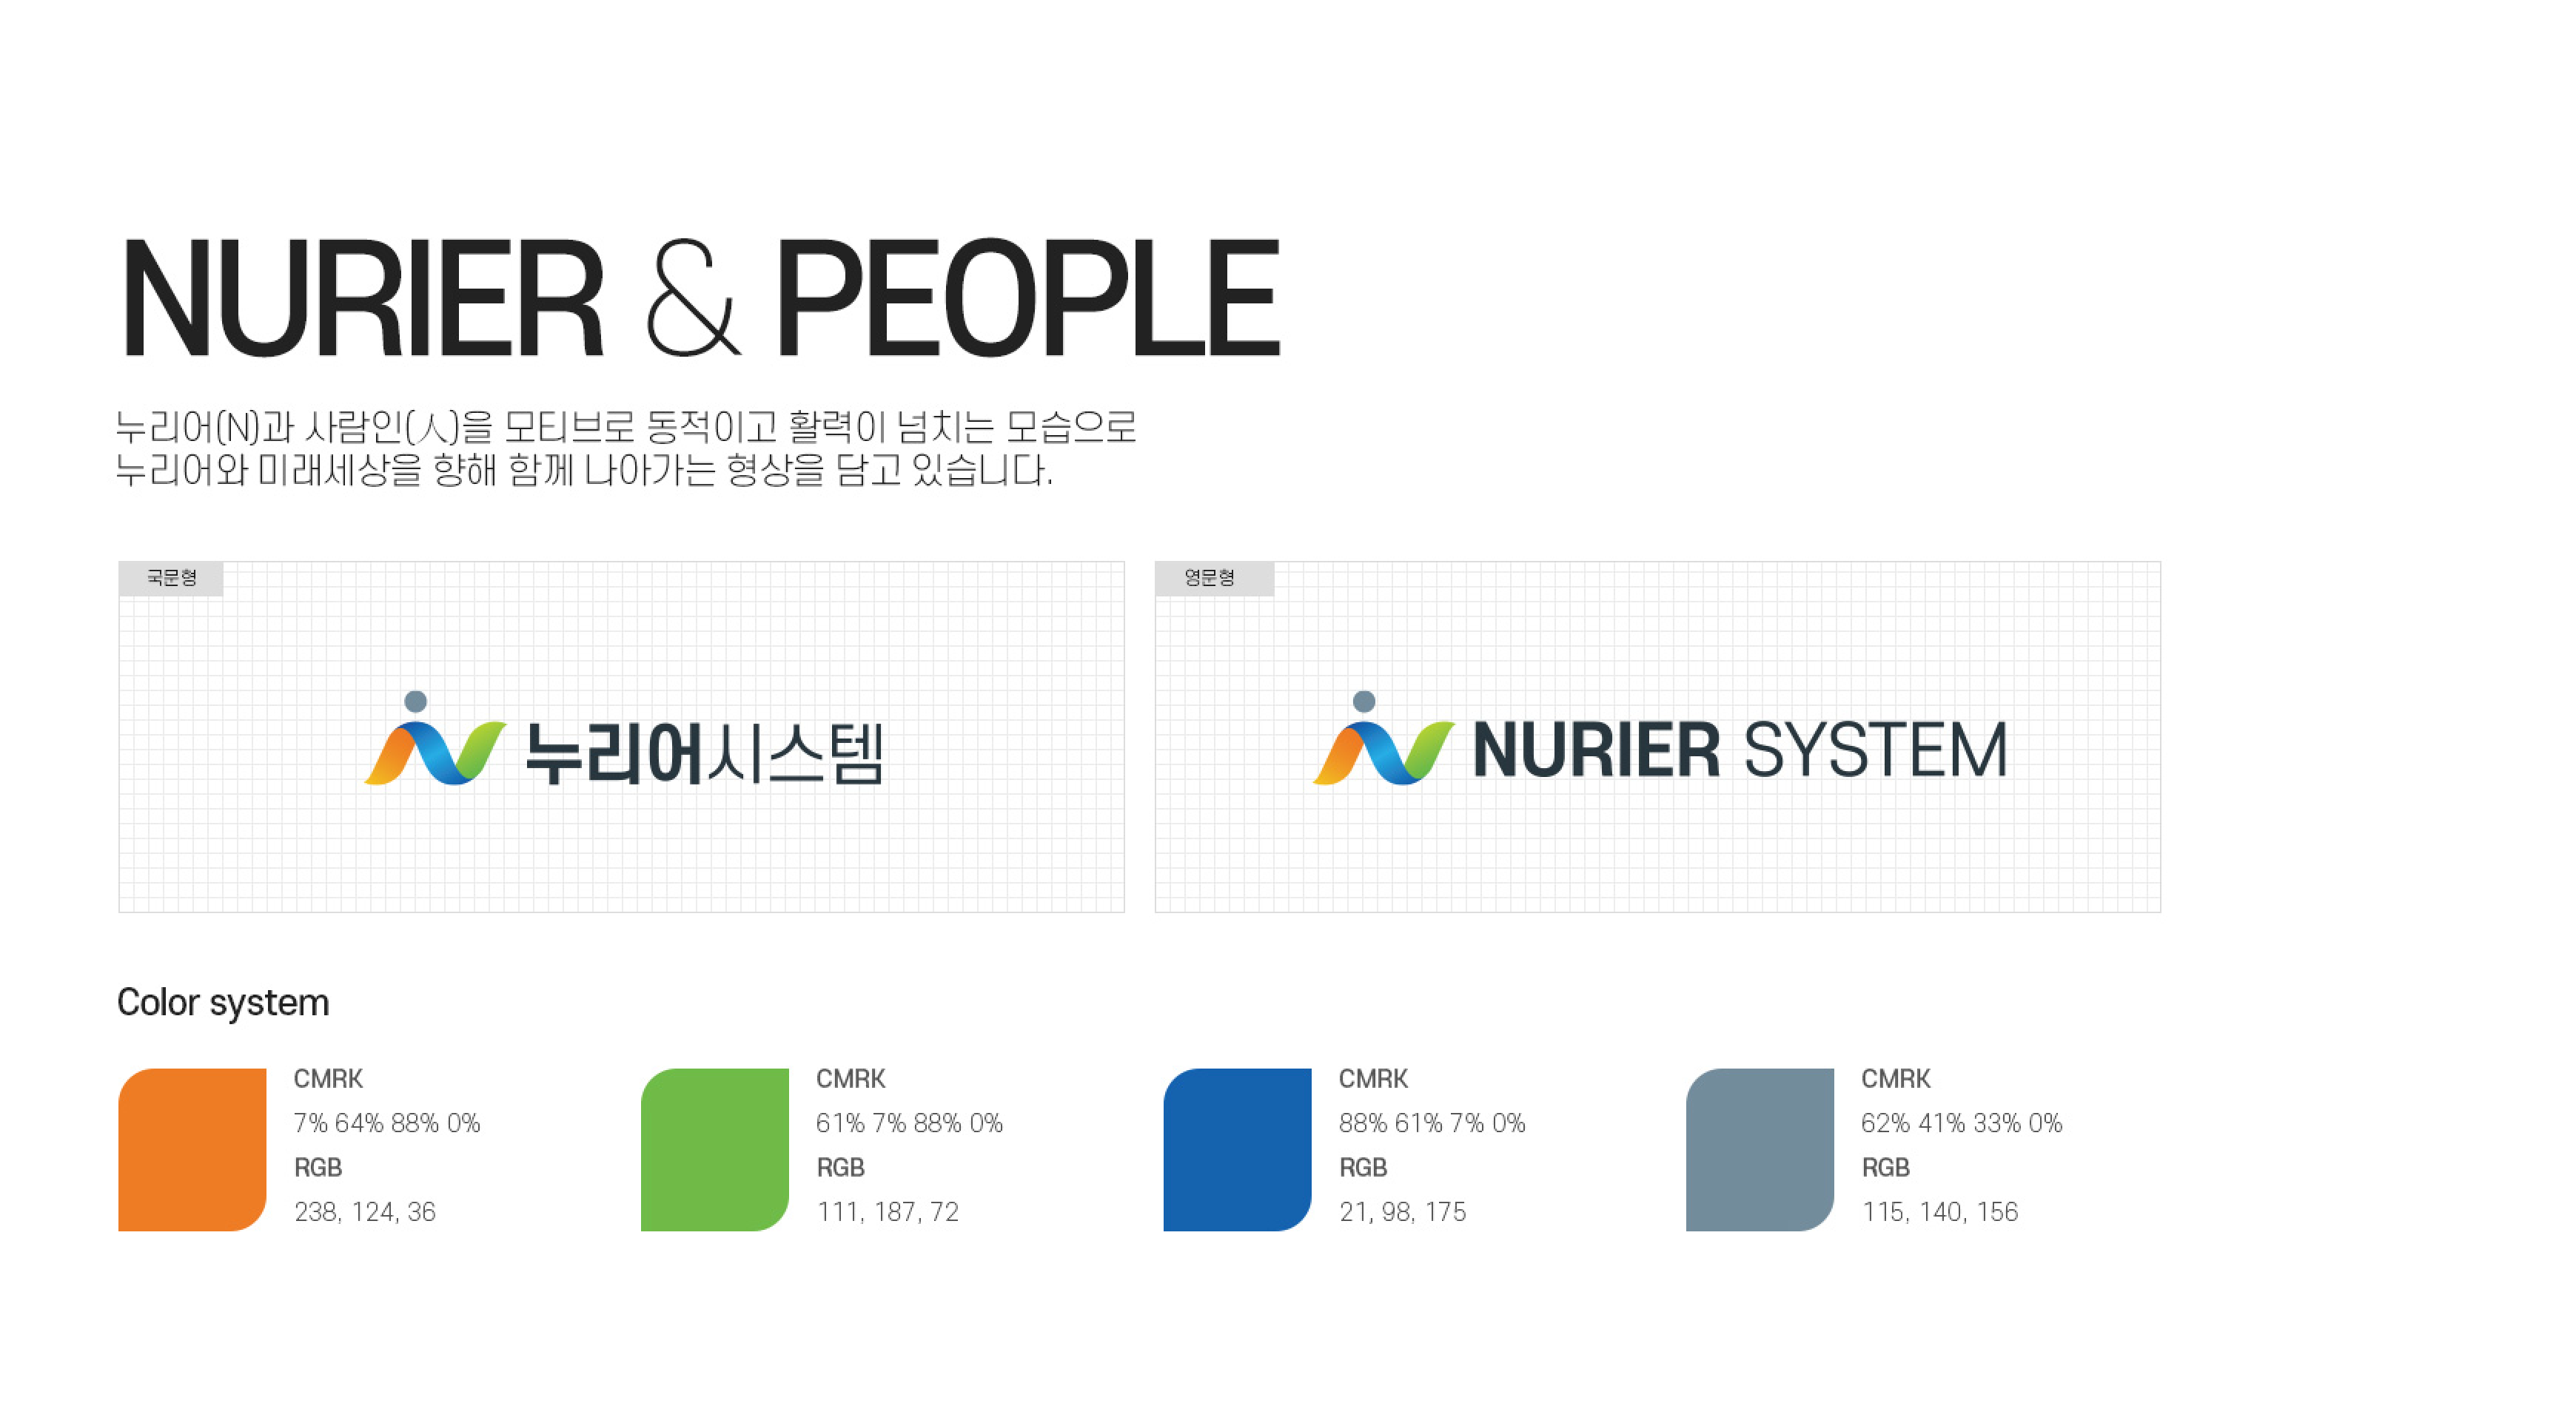 NURIER & PEOPLE
누리어(N)과 사람인(人)을 모티브로 동적이고 활력이 넘치는 모습으로
누리어와 미래세상을 향해 함께 나아가는 형상을 담고 있습니다.
국문형
누리어시스템
영문형
NURIER SYSTEM
Color system
CMRK
7% 64% 88% 0%
RGB
238, 124, 36
CMRK
61% 7% 88% 0%
RGB
111, 187, 72
CMRK
88% 61% 7% 0%
RGB
21, 98, 175
CMRK
62% 41% 33% 0%
RGB
115, 140, 156